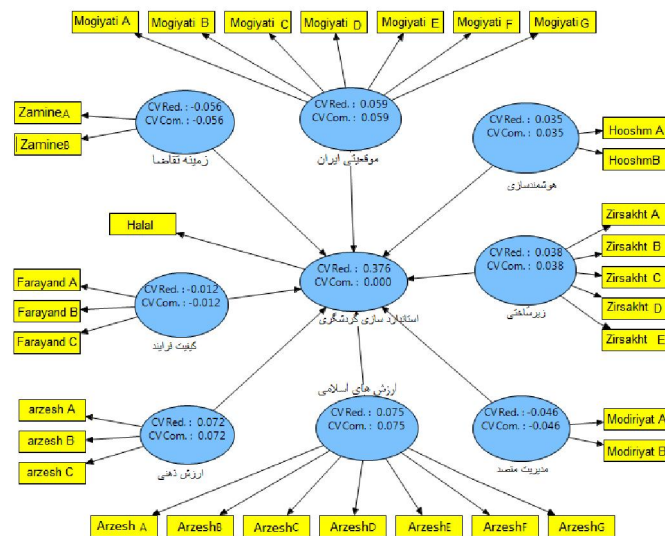 Mogiyati A
Mogiyati B
Mogiyati C
Mogiyati D
Mogiyati E
Mogiyati F
Mogiyati G
Zamine A
Zamine B
CV Red. : -0.056
CV Com. : -0.056
زمینه تقاضا
CV Red. : 0.059
CV Com. : 0.059
موقعیتی ایران
CV Red. : 0.035
CV Com. : 0.035
هوشمندسازی
Hooshm A
HooshmB
Halal
CV Red. : 0.376
CV Com. : 0.000
استاندارد سازی گردشگری
Farayand A
Farayand B
Farayand C
CV Red. : -0.012
CV Com. : -0.012
کیفیت فرایند
CV Red. : 0.038
CV Com. : 0.038
زیرساختی
Zirsakht A
Zirsakht B
Zirsakht C
Zirsakht D
Zirsakht E
arzesh A
arzesh B
arzesh C
CV Red. : 0.072
CV Com. : 0.072
ارزش ذهنی
ارزش های اسلامی
CV Red. : 0.075
CV Com. : 0.075
CV Red. : -0.046
CV Com. : -0.046
مدیریت مقصد
Modiriyat A
Modiriyat B
Arzesh A
ArzeshB
ArzeshC
ArzeshD
ArzeshE
ArzeshF
ArzeshG